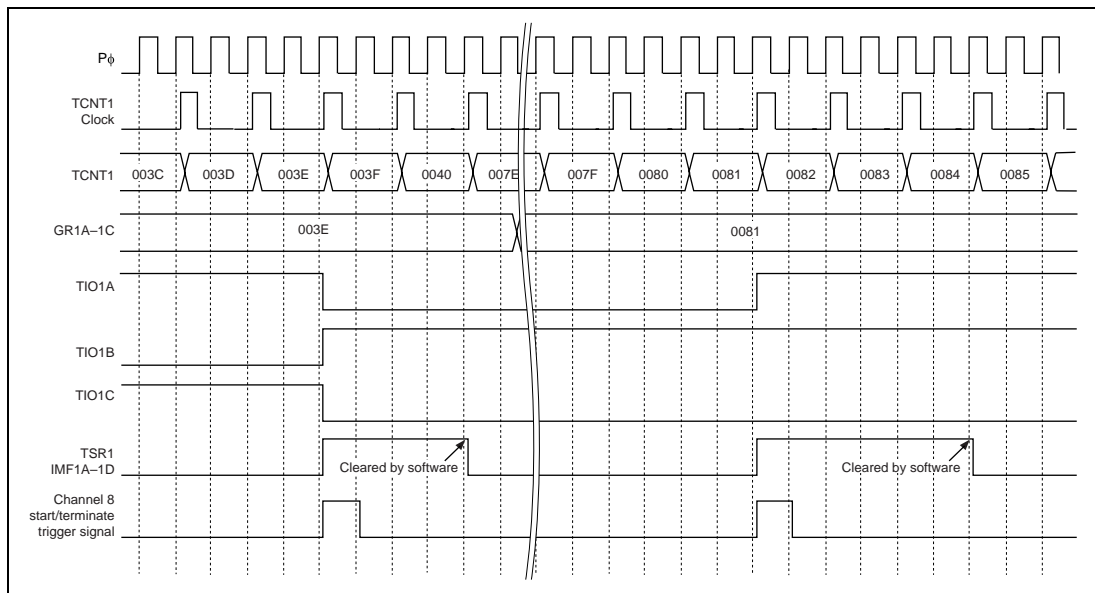 Pϕ
TCNT1
Clock
TCNT1
003C 003D 003E 003F 0040 007E 007F 0080 0081 0082 0083 0084 0085
GR1A–1C
003E 0081
TIO1A
TIO1B
TIO1C
TSR1
IMF1A–1D
Cleared by software Cleared by software
Channel 8
start/terminate
trigger signal